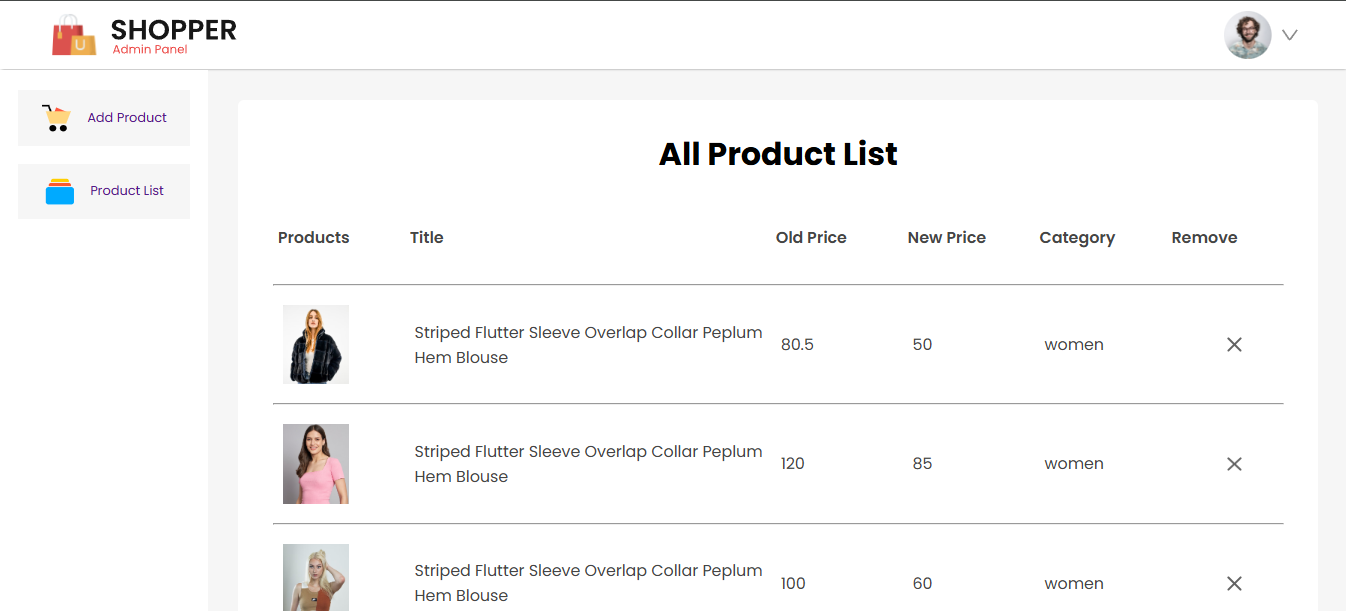 SHOPPER
Admin Panel
U
Add Product
Product List
All Product List
Products Title Old Price New Price Category Remove
Striped Flutter Sleeve Overlap Collar Peplum
Hem Blouse
80.5 50 women
Striped Flutter Sleeve Overlap Collar Peplum
Hem Blouse
120 85 women
Striped Flutter Sleeve Overlap Collar Peplum
Hem Blouse
100 60 women